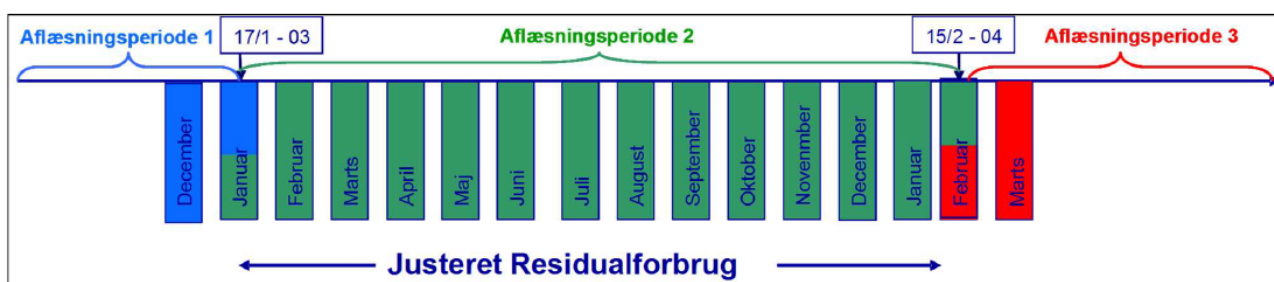 Aflæsningsperiode 1
17/1 - 03
Aflæsningsperiode 2
15/2 - 04
Aflæsningsperiode 3
December
Januar
Februar
Marts
April
Maj
Juni
Juli
August
September
Oktober
Novenmber
December
Januar
Februar
Marts
Justeret Residualforbrug